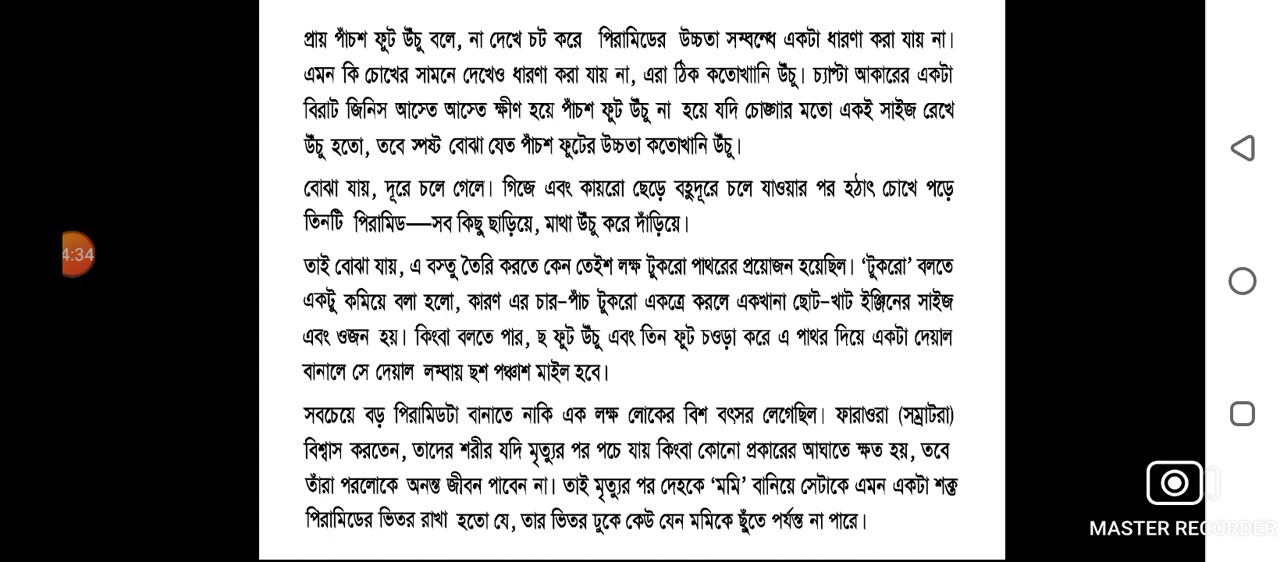 প্রায় পাঁচশ ফুট উঁচু বলে, না দেখে চট করে পিরামিডের উচ্চতা সম্বন্ধে একটা ধারণা করা যায় না।
এমন কি চোখের সামনে দেখেও ধারণা করা যায় না, এরা ঠিক কতোখাানি উঁচু। চ্যাপ্টা আকারের একটা
বিরাট জিনিস আস্তে আস্তে ক্ষীণ হয়ে পাঁচশ ফুট উঁচু না হয়ে যদি চোঙ্গার মতো একই সাইজ রেখে
উঁচু হতো, তবে স্পষ্ট বোঝা যেত পাঁচশ ফুটের উচ্চতা কতোখানি উঁচু।
বোঝা যায়, দূরে চলে গেলে। গিজে এবং কায়রো ছেড়ে বহুদূরে চলে যাওয়ার পর হঠাৎ চোখে পড়ে
তিনটি পিরামিড—সব কিছু ছাড়িয়ে, মাথা উঁচু করে দাঁড়িয়ে।
তাই বোঝা যায়, এ বস্তু তৈরি করতে কেন তেইশ লক্ষ টুকরো পাথরের প্রয়োজন হয়েছিল। ‘টুকরো’ বলতে
একটু কমিয়ে বলা হলো, কারণ এর চার-পাঁচ টুকরো একত্রে করলে একখানা ছোট-খাট ইঞ্জিনের সাইজ
এবং ওজন হয়। কিংবা বলতে পার, ছ ফুট উঁচু এবং তিন ফুট চওড়া করে এ পাথর দিয়ে একটা দেয়াল
বানালে সে দেয়াল লম্বায় ছশ পঞ্চাশ মাইল হবে।
সবচেয়ে বড় পিরামিডটা বানাতে নাকি এক লক্ষ লোকের বিশ বৎসর লেগেছিল। ফারাওরা (সম্রাটরা)
বিশ্বাস করতেন, তাদের শরীর যদি মৃত্যুর পর পচে যায় কিংবা কোনো প্রকারের আঘাতে ক্ষত হয়, তবে
তাঁরা পরলোকে অনন্ত জীবন পাবেন না। তাই মৃত্যুর পর দেহকে ‘মমি’ বানিয়ে সেটাকে এমন একটা শক্ত
পিরামিডের ভিতর রাখা হতো যে, তার ভিতর ঢুকে কেউ যেন মমিকে ছুঁতে পর্যন্ত না পারে।
4:34
MASTER RECORDER